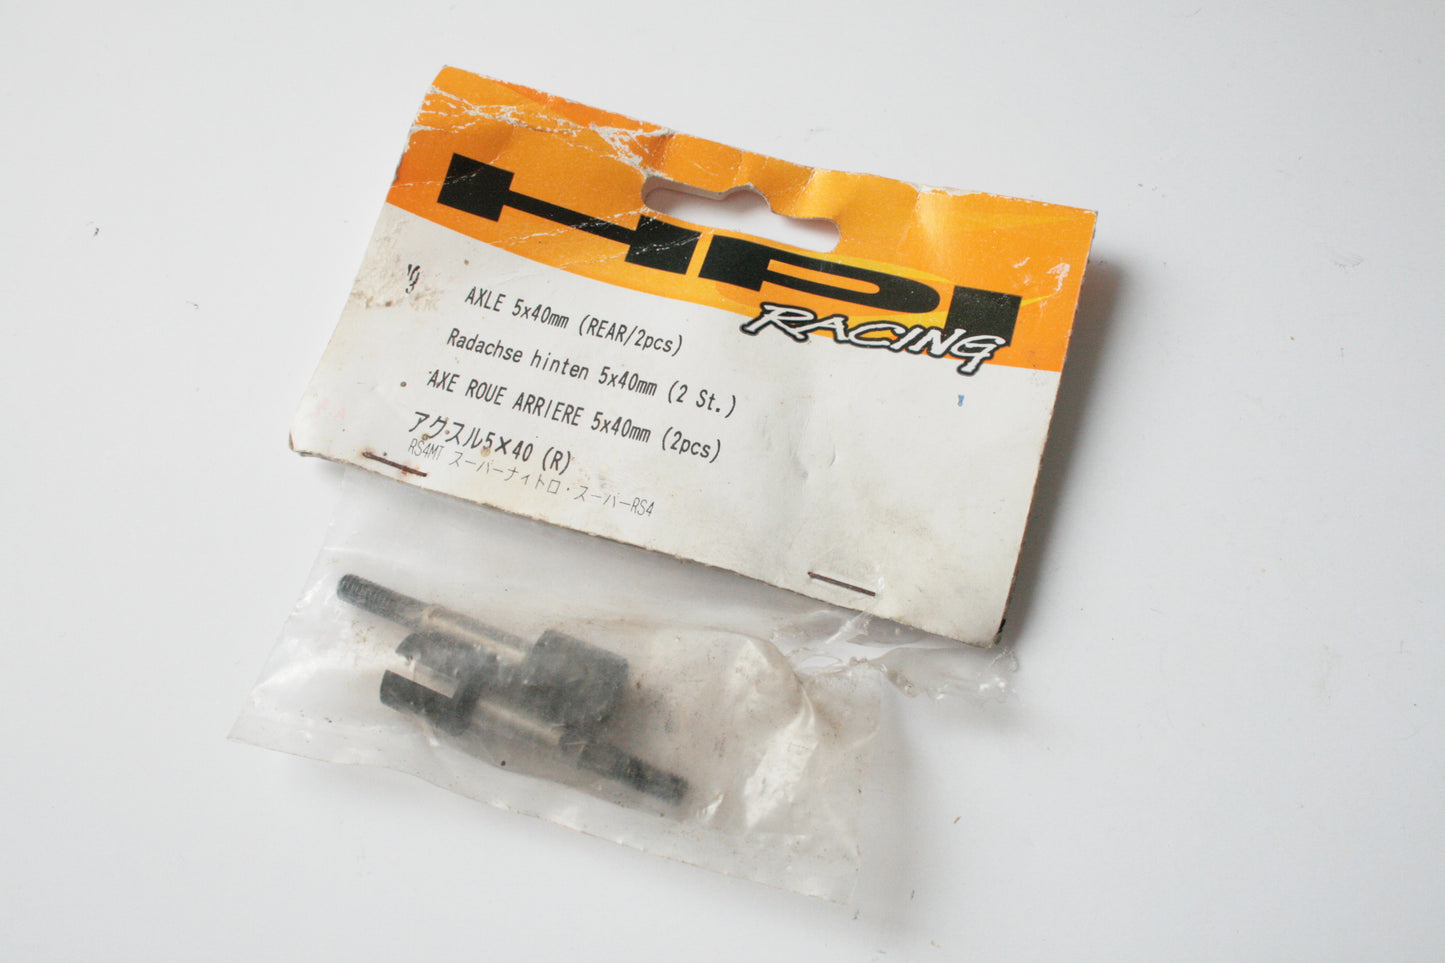 HPI
RACING
AXLE 5x40mm (REAR/2pcs)
Radachse hinten 5x40mm (2 St.)
AXE ROUE ARRIERE 5x40mm (2pcs)
アクスル5×40 (R)
RS4MT スーパーナイトロ・スーパーRS4